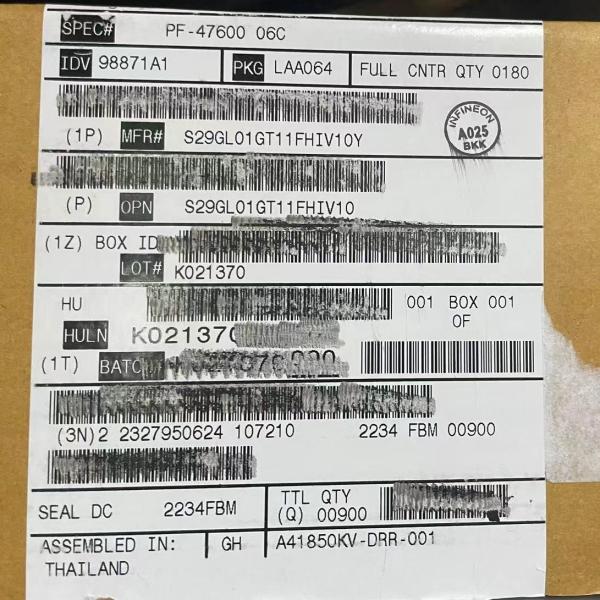 SPEC# PF-47600 06C
IDV 98871A1 PKG LAA064 FULL CNTR QTY 0180
(1P) MFR# S29GL01GT11FHIV10Y
INFINEON
A025
BKK
(P) OPN S29GL01GT11FHIV10
(1Z) BOX ID
LOT# K021370
HU 001 BOX 001
OF
HULN K021370
(1T) BATC
(3N)2 2327950624 107210 2234 FBM 00900
SEAL DC 2234FBM TTL QTY
(Q) 00900
ASSEMBLED IN: GH A41850KV-DRR-001
THAILAND